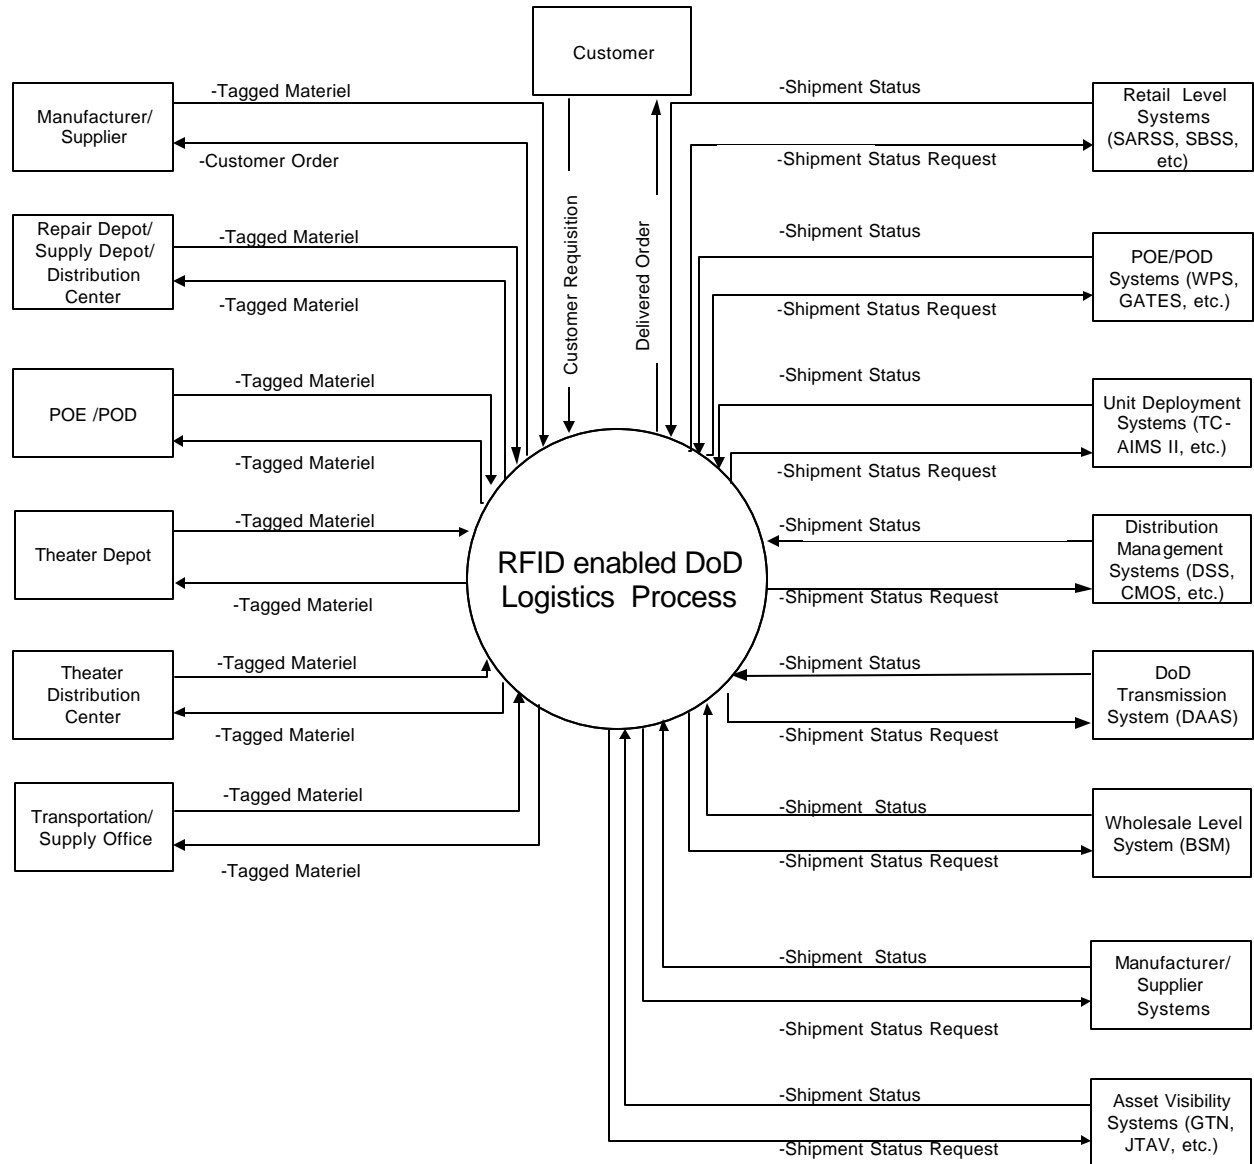 Customer
Manufacturer/
Supplier
-Tagged Materiel
-Customer Order
Repair Depot/
Supply Depot/
Distribution
Center
-Tagged Materiel
-Tagged Materiel
POE /POD
-Tagged Materiel
-Tagged Materiel
Theater Depot
-Tagged Materiel
-Tagged Materiel
Theater
Distribution
Center
-Tagged Materiel
-Tagged Materiel
Transportation/
Supply Office
-Tagged Materiel
-Tagged Materiel
Customer Requisition
Delivered Order
RFID enabled DoD
Logistics Process
-Shipment Status
-Shipment Status Request
Retail Level
Systems
(SARSS, SBSS,
etc)
-Shipment Status
-Shipment Status Request
POE/POD
Systems (WPS,
GATES, etc.)
-Shipment Status
-Shipment Status Request
Unit Deployment
Systems (TC-
AIMS II, etc.)
-Shipment Status
-Shipment Status Request
Distribution
Management
Systems (DSS,
CMOS, etc.)
-Shipment Status
-Shipment Status Request
DoD
Transmission
System (DAAS)
-Shipment Status
-Shipment Status Request
Wholesale Level
System (BSM)
-Shipment Status
-Shipment Status Request
Manufacturer/
Supplier
Systems
-Shipment Status
-Shipment Status Request
Asset Visibility
Systems (GTN,
JTAV, etc.)